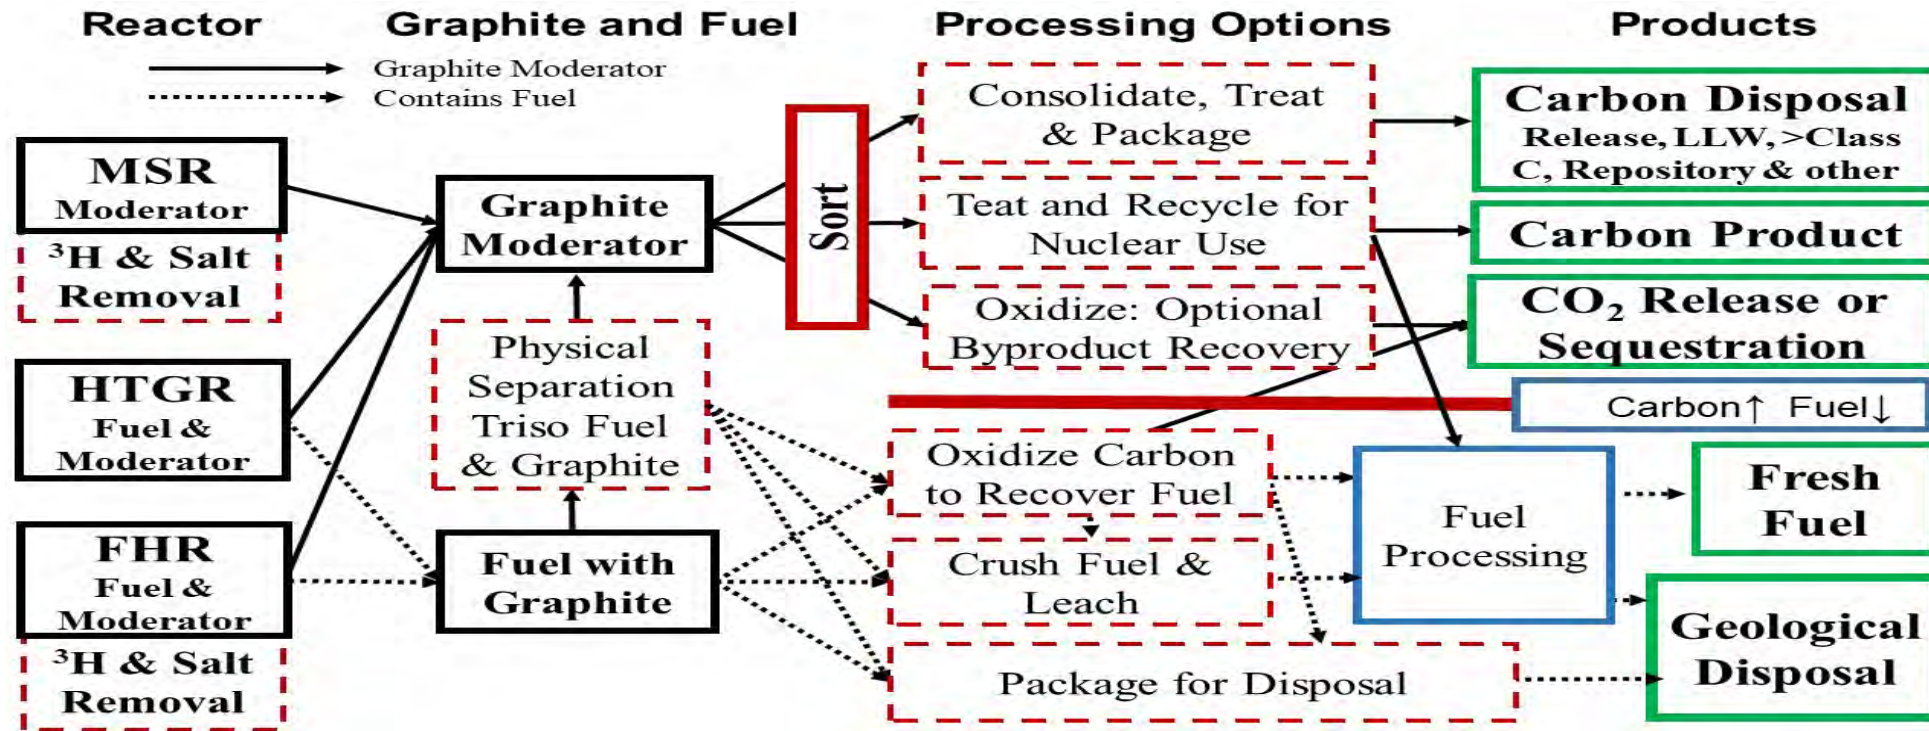 Reactor
Graphite and Fuel
Processing Options
Products
Graphite Moderator
Contains Fuel
MSR
Moderator
³H & Salt
Removal
HTGR
Fuel &
Moderator
FHR
Fuel &
Moderator
³H & Salt
Removal
Graphite
Moderator
Physical
Separation
Triso Fuel
& Graphite
Fuel with
Graphite
Sort
Consolidate, Treat
& Package
Teat and Recycle for
Nuclear Use
Oxidize: Optional
Byproduct Recovery
Oxidize Carbon
to Recover Fuel
Crush Fuel &
Leach
Package for Disposal
Fuel
Processing
Carbon Disposal
Release, LLW, >Class
C, Repository & other
Carbon Product
CO₂ Release or
Sequestration
Carbon↑ Fuel↓
Fresh
Fuel
Geological
Disposal